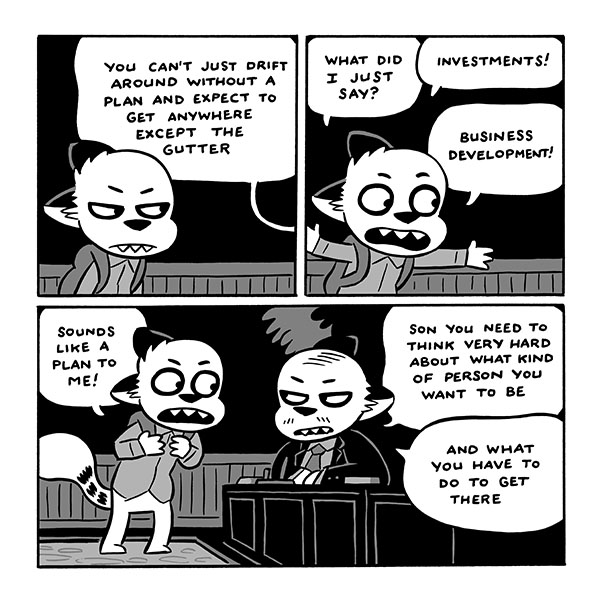 YOU CAN'T JUST DRIFT
AROUND WITHOUT A
PLAN AND EXPECT TO
GET ANYWHERE
EXCEPT THE
GUTTER
WHAT DID
I JUST
SAY?
INVESTMENTS!
BUSINESS
DEVELOPMENT!
SOUNDS
LIKE A
PLAN TO
ME!
SON YOU NEED TO
THINK VERY HARD
ABOUT WHAT KIND
OF PERSON YOU
WANT TO BE
AND WHAT
YOU HAVE TO
DO TO GET
THERE